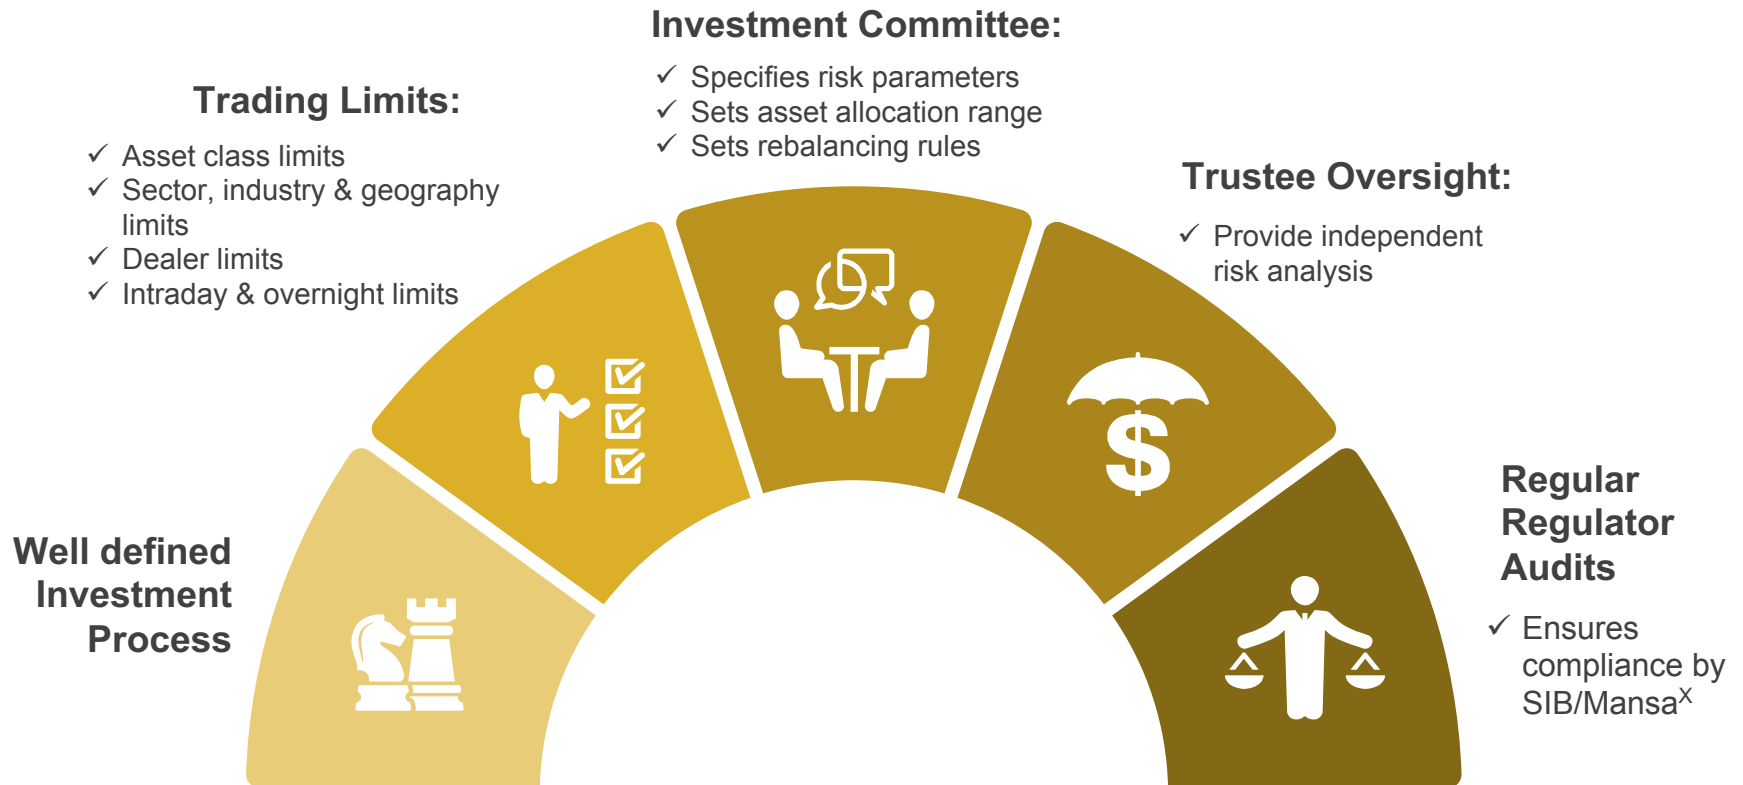 Investment Committee:
✓ Specifies risk parameters
✓ Sets asset allocation range
✓ Sets rebalancing rules
Trading Limits:
✓ Asset class limits
✓ Sector, industry & geography
limits
✓ Dealer limits
✓ Intraday & overnight limits
Trustee Oversight:
✓ Provide independent
risk analysis
Well defined
Investment
Process
Regular
Regulator
Audits
✓ Ensures
compliance by
SIB/Mansaˣ
$